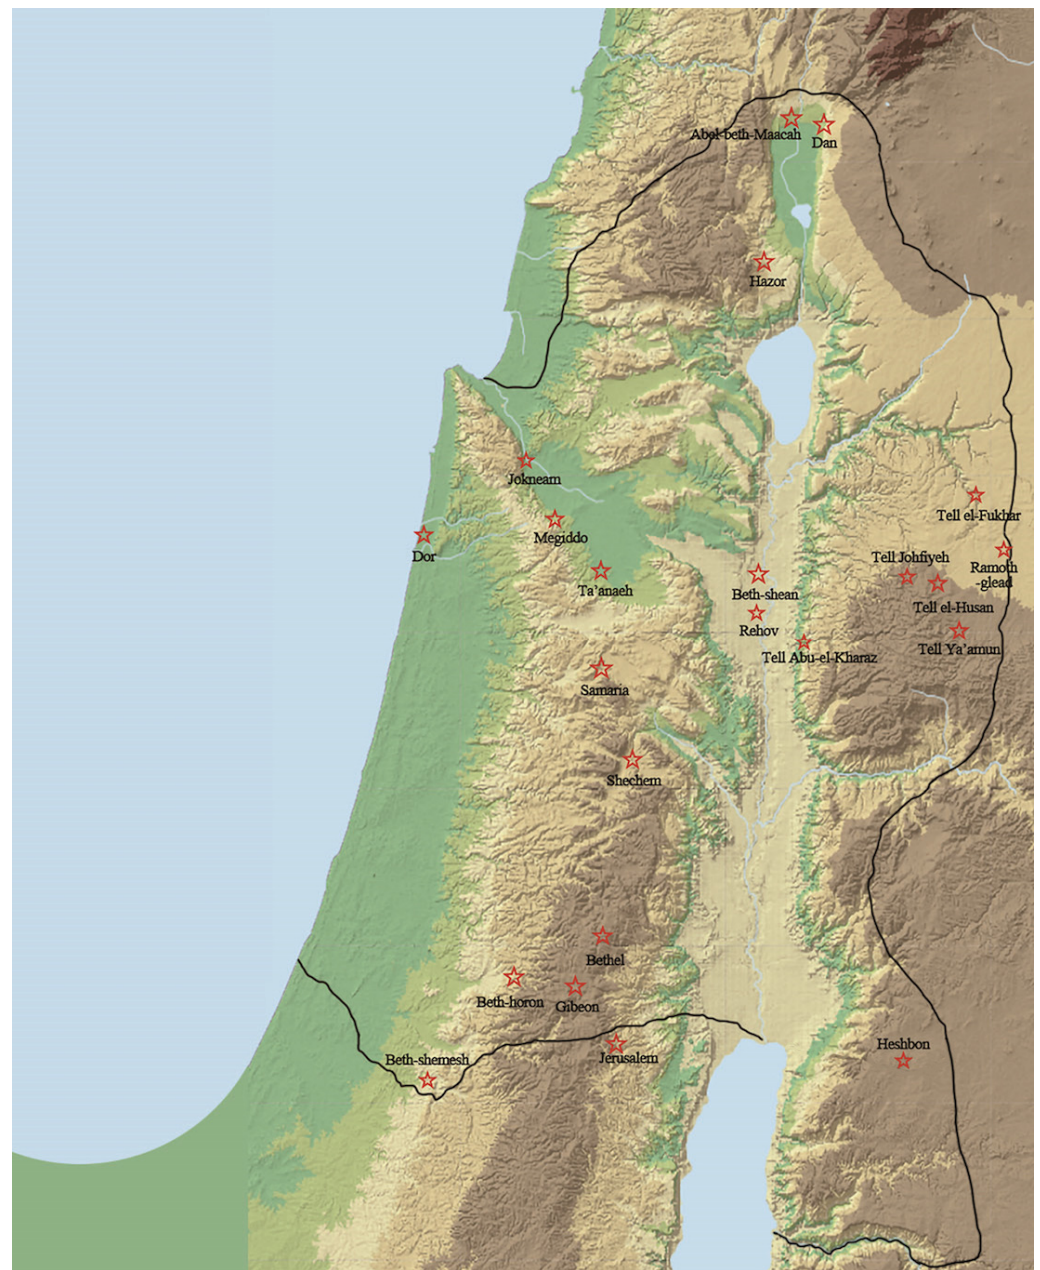 Abel-beth-Maacah
Dan
Hazor
Jokneam
Tell el-Fukhar
Megiddo
Dor
Tell Johfiyeh
Ramoth
-glead
Ta'anaeh
Beth-shean
Tell el-Husan
Rehov
Tell Ya'amun
Tell Abu-el-Kharaz
Samaria
Shechem
Bethel
Beth-horon
Gibeon
Heshbon
Jerusalem
Beth-shemesh